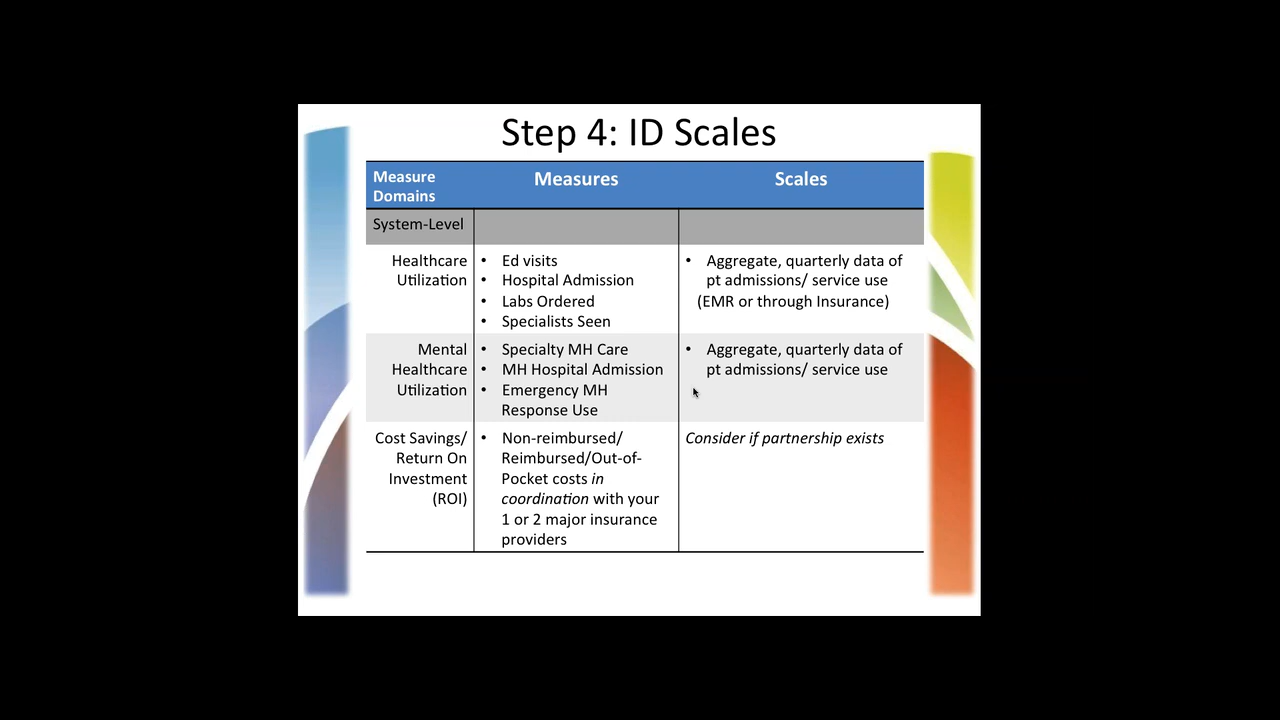 Step 4: ID Scales
Measure
Domains
Measures
Scales
System-Level
Healthcare
Utilization
• Ed visits
• Hospital Admission
• Labs Ordered
• Specialists Seen
• Aggregate, quarterly data of
pt admissions/ service use
(EMR or through Insurance)
Mental
Healthcare
Utilization
• Specialty MH Care
• MH Hospital Admission
• Emergency MH
Response Use
• Aggregate, quarterly data of
pt admissions/ service use
Cost Savings/
Return On
Investment
(ROI)
• Non-reimbursed/
Reimbursed/Out-of-
Pocket costs in
coordination with your
1 or 2 major insurance
providers
Consider if partnership exists